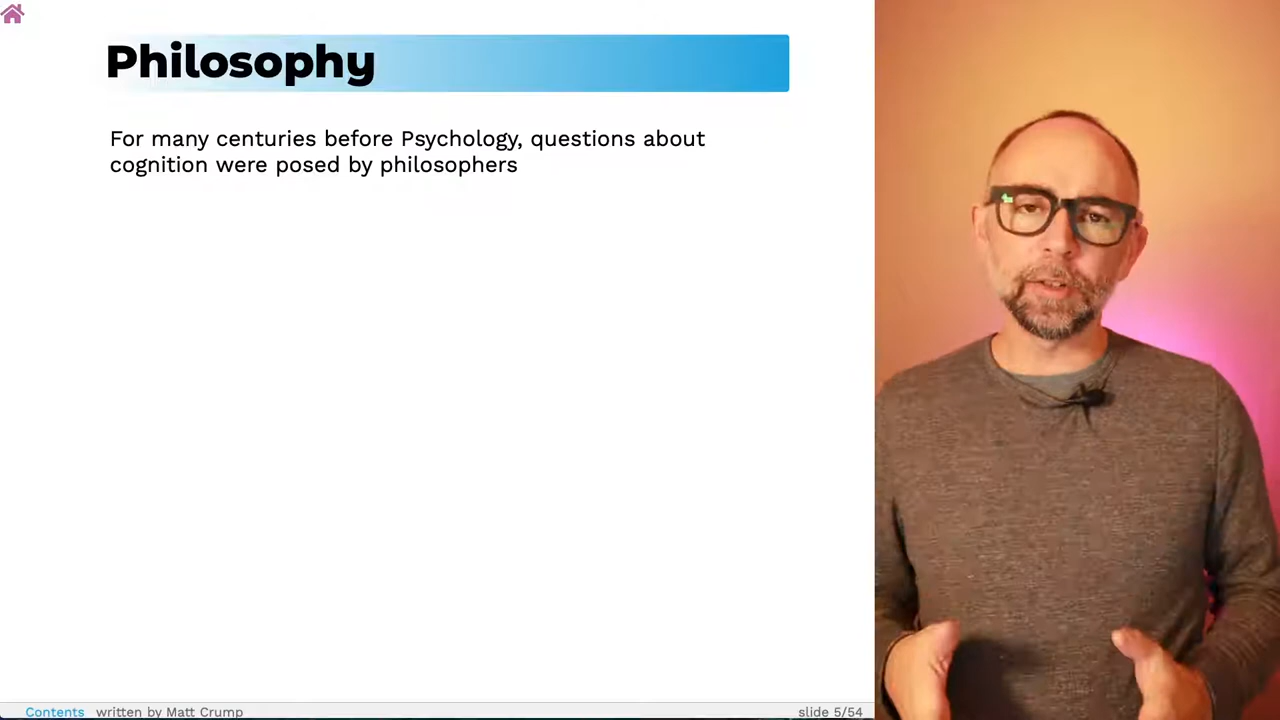 Philosophy
For many centuries before Psychology, questions about
cognition were posed by philosophers
Contents written by Matt Crump
slide 5/54